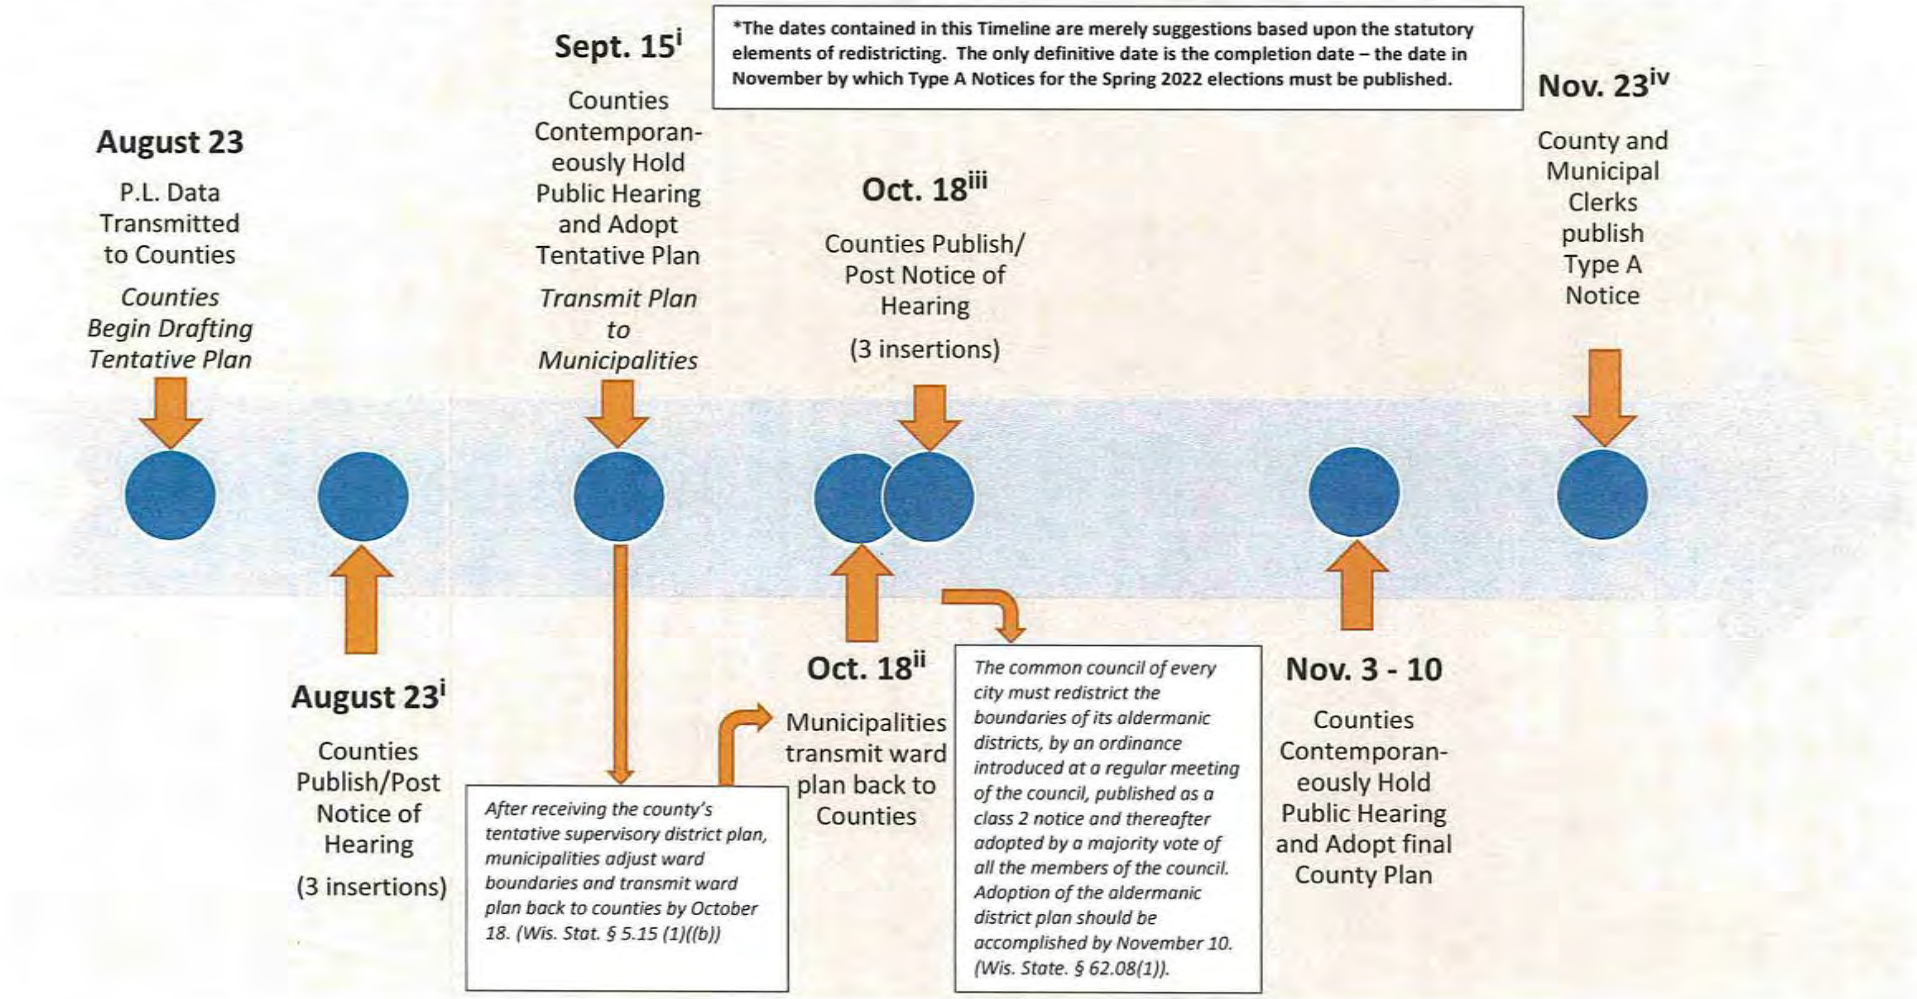 *The dates contained in this Timeline are merely suggestions based upon the statutory
elements of redistricting. The only definitive date is the completion date – the date in
November by which Type A Notices for the Spring 2022 elections must be published.
August 23
P.L. Data
Transmitted
to Counties
Counties
Begin Drafting
Tentative Plan
August 23i
Counties
Publish/Post
Notice of
Hearing
(3 insertions)
Sept. 15i
Counties
Contemporan-
eously Hold
Public Hearing
and Adopt
Tentative Plan
Transmit Plan
to
Municipalities
After receiving the county's
tentative supervisory district plan,
municipalities adjust ward
boundaries and transmit ward
plan back to counties by October
18. (Wis. Stat. § 5.15 (1)((b))
Oct. 18ii
Municipalities
transmit ward
plan back to
Counties
Oct. 18iii
Counties Publish/
Post Notice of
Hearing
(3 insertions)
The common council of every
city must redistrict the
boundaries of its aldermanic
districts, by an ordinance
introduced at a regular meeting
of the council, published as a
class 2 notice and thereafter
adopted by a majority vote of
all the members of the council.
Adoption of the aldermanic
district plan should be
accomplished by November 10.
(Wis. State. § 62.08(1)).
Nov. 3 - 10
Counties
Contemporan-
eously Hold
Public Hearing
and Adopt final
County Plan
Nov. 23iv
County and
Municipal
Clerks
publish
Type A
Notice